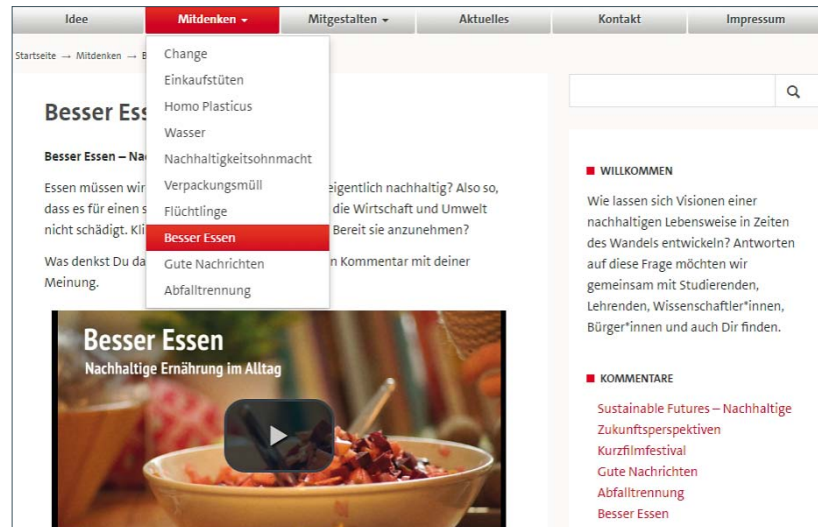 Idee
Mitdenken
Mitgestalten
Aktuelles
Kontakt
Impressum
Startseite → Mitdenken → B
Change
Einkaufstüten
Homo Plasticus
Wasser
Nachhaltigkeitsohnmacht
Verpackungsmüll
Flüchtlinge
Besser Essen
Gute Nachrichten
Abfalltrennung
Besser Ess
Besser Essen – Na
Essen müssen wir eigentlich nachhaltig? Also so,
dass es für einen s die Wirtschaft und Umwelt
nicht schädigt. Kli Bereit sie anzunehmen?
Was denkst Du da n Kommentar mit deiner
Meinung.
Besser Essen
Nachhaltige Ernährung im Alltag
WILLKOMMEN
Wie lassen sich Visionen einer
nachhaltigen Lebensweise in Zeiten
des Wandels entwickeln? Antworten
auf diese Frage möchten wir
gemeinsam mit Studierenden,
Lehrenden, Wissenschaftler*innen,
Bürger*innen und auch Dir finden.
KOMMENTARE
Sustainable Futures – Nachhaltige
Zukunftsperspektiven
Kurzfilmfestival
Gute Nachrichten
Abfalltrennung
Besser Essen